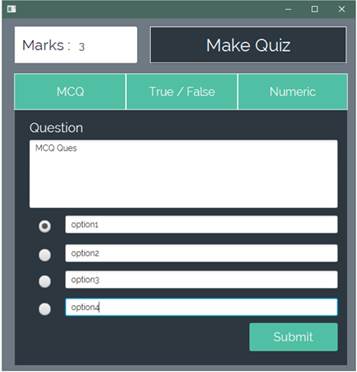 Marks : 3
Make Quiz
MCQ
True / False
Numeric
Question
MCQ Ques
option1
option2
option3
option4
Submit